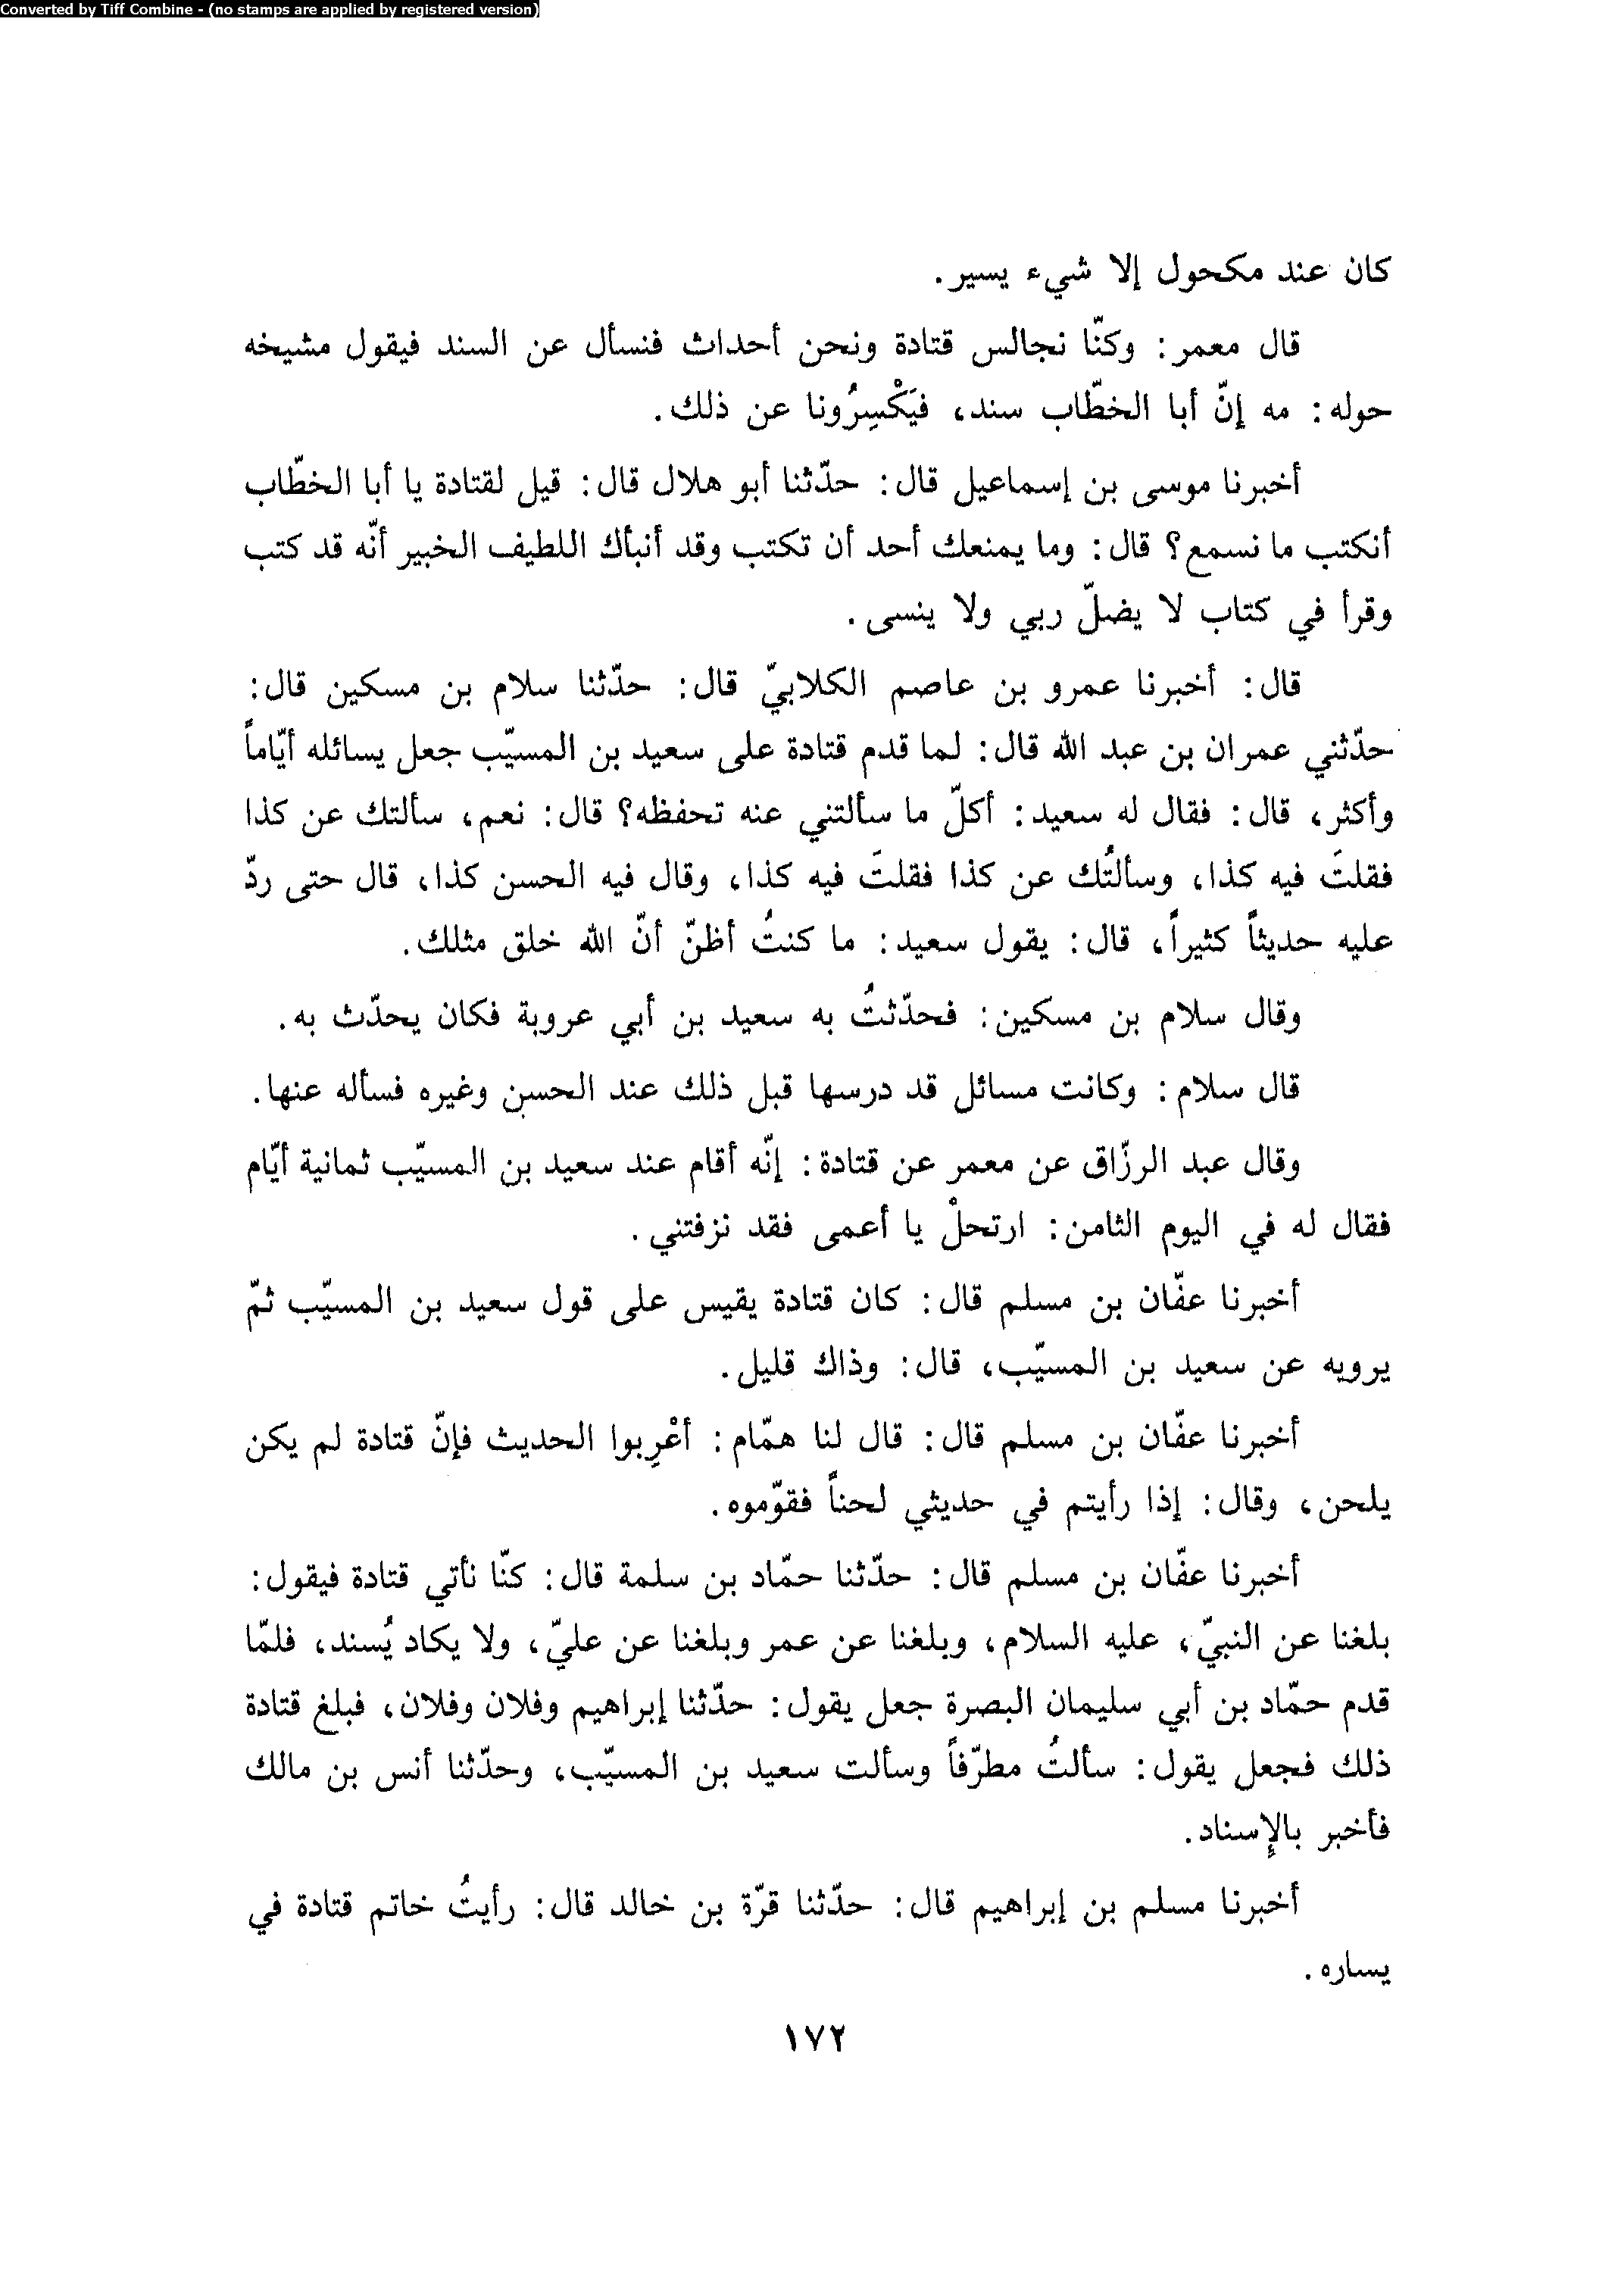 Converted by Tiff Combine - (no stamps are applied by registered version)
كان عند مكحول إلا شيء يسير.
قال معمر: وكنّا نجالس قتادة ونحن أحداث فنسأل عن السند فيقول مشيخه
حوله: مه إنّ أبا الخطّاب سند، فيَكْسِرُونا عن ذلك.
أخبرنا موسى بن إسماعيل قال: حدّثنا أبو هلال قال: قيل لقتادة يا أبا الخطّاب
أنكتب ما نسمع؟ قال: وما يمنعك أحد أن تكتب وقد أنبأك اللطيف الخبير أنّه قد كتب
وقرأ في كتاب لا يضلّ ربي ولا ينسى.
قال: أخبرنا عمرو بن عاصم الكلابيّ قال: حدّثنا سلام بن مسكين قال:
حدّثني عمران بن عبد الله قال: لما قدم قتادة على سعيد بن المسيّب جعل يسائله أيّاماً
وأكثر، قال: فقال له سعيد: أكلّ ما سألتني عنه تحفظه؟ قال: نعم، سألتك عن كذا
فقلتَ فيه كذا، وسألتُك عن كذا فقلتَ فيه كذا، وقال فيه الحسن كذا، قال حتى ردّ
عليه حديثاً كثيراً، قال: يقول سعيد: ما كنتُ أظنّ أنّ الله خلق مثلك.
وقال سلام بن مسكين: فحدّثتُ به سعيد بن أبي عروبة فكان يحدّث به.
قال سلام: وكانت مسائل قد درسها قبل ذلك عند الحسن وغيره فسأله عنها.
وقال عبد الرزّاق عن معمر عن قتادة: إنّه أقام عند سعيد بن المسيّب ثمانية أيّام
فقال له في اليوم الثامن: ارتحلْ يا أعمى فقد نزفتني.
أخبرنا عفّان بن مسلم قال: كان قتادة يقيس على قول سعيد بن المسيّب ثمّ
يرويه عن سعيد بن المسيّب، قال: وذاك قليل.
أخبرنا عفّان بن مسلم قال: قال لنا همّام: أعْرِبوا الحديث فإنّ قتادة لم يكن
يلحن، وقال: إذا رأيتم في حديثي لحناً فقوّموه.
أخبرنا عفّان بن مسلم قال: حدّثنا حمّاد بن سلمة قال: كنّا نأتي قتادة فيقول:
بلغنا عن النبيّ، عليه السلام، وبلغنا عن عمر وبلغنا عن عليّ، ولا يكاد يُسند، فلمّا
قدم حمّاد بن أبي سليمان البصرة جعل يقول: حدّثنا إبراهيم وفلان وفلان، فبلغ قتادة
ذلك فجعل يقول: سألتُ مطرّفاً وسألت سعيد بن المسيّب، وحدّثنا أنس بن مالك
فأخبر بالإسناد.
أخبرنا مسلم بن إبراهيم قال: حدّثنا قرّة بن خالد قال: رأيتُ خاتم قتادة في
يساره.
١٧٢